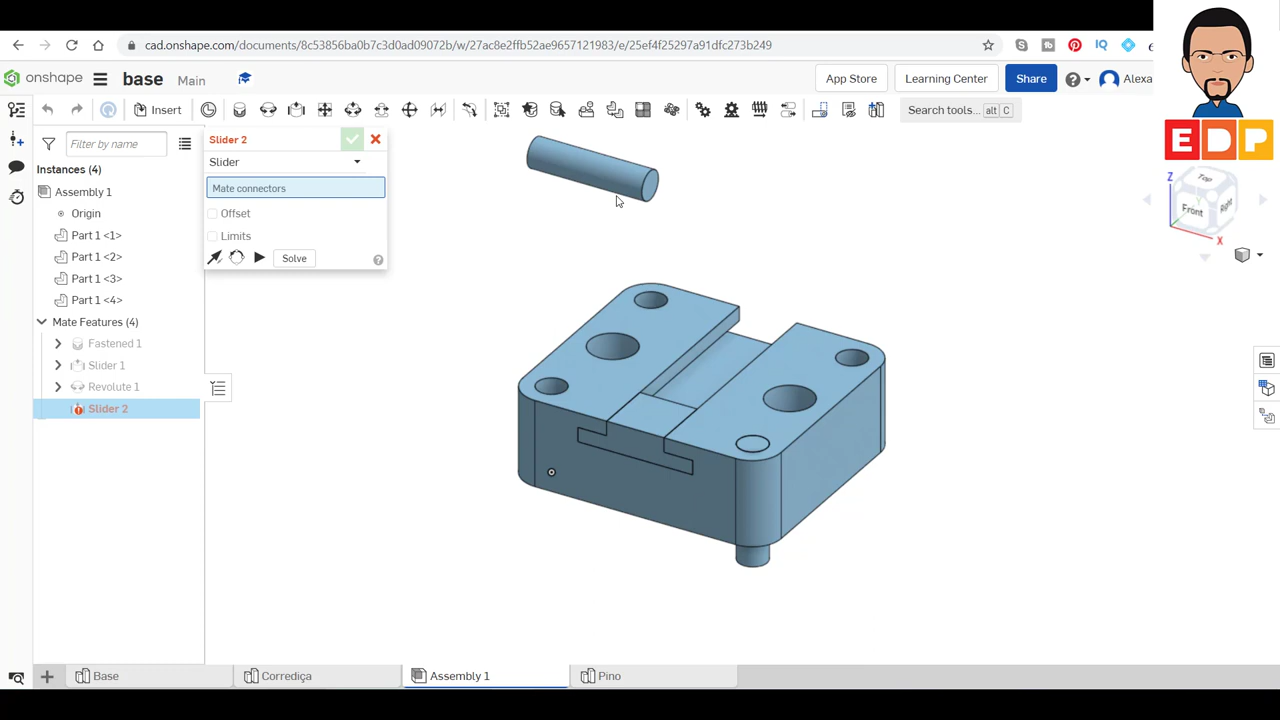 cad.onshape.com/documents/8c53856ba0b7c3d0ad09072b/w/27ac8e2ffb52ae9657121983/e/25ef4f25297a91dfc273b249
onshape
base
Main
App Store
Learning Center
Share
Alexa
Insert
Search tools...
alt
C
EDP
Filter by name
Instances (4)
Assembly 1
Origin
Part 1 <1>
Part 1 <2>
Part 1 <3>
Part 1 <4>
Mate Features (4)
Fastened 1
Slider 1
Revolute 1
Slider 2
Slider 2
Slider
Mate connectors
Offset
Limits
Solve
Z
Top
Front
Right
Y
X
Base
Corrediça
Assembly 1
Pino